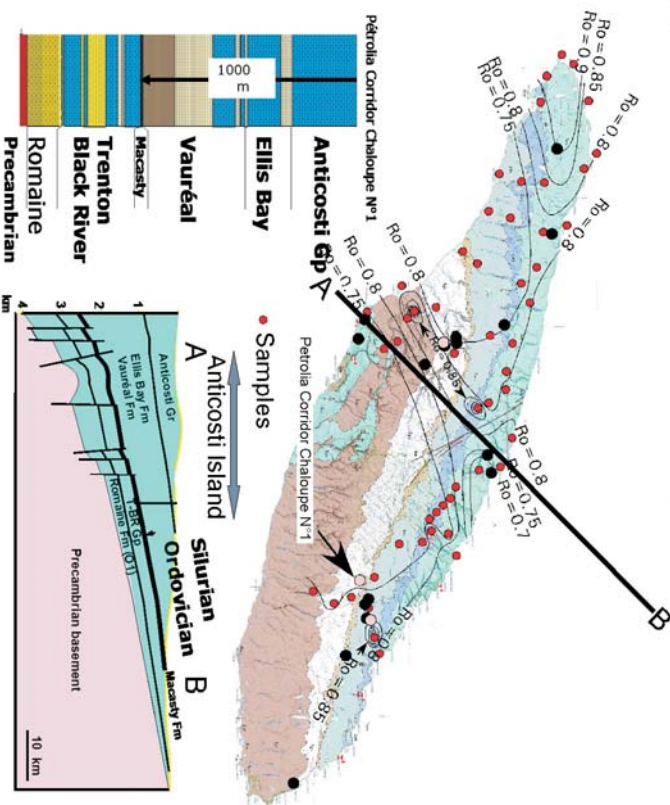 Pétrolia Corridor Chaloupe N°1
1000
m
Anticosti Gp
Ellis Bay
Vauréal
Macasty
Trenton
Black River
Romaine
Precambrian
Ro = 0.85
Ro = 0.9
Ro = 0.8
Ro = 0.75
Ro = 0.8
Ro = 0.8
Ro = 0.8
Ro = 0.8
Ro = 0.75
Ro = 0.85
A
B
Ro = 0.8
Ro = 0.75
Ro = 0.7
Ro = 0.8
Ro = 0.85
Petrolia Corridor Chaloupe N°1
Samples
Anticosti Island
A
B
Silurian
Ordovician
Anticosti Gr
Ellis Bay Fm
Vauréal Fm
T-BR Gp
Romaine Fm (O1)
Macasty Fm
Precambrian basement
1
2
3
4
km
10 km